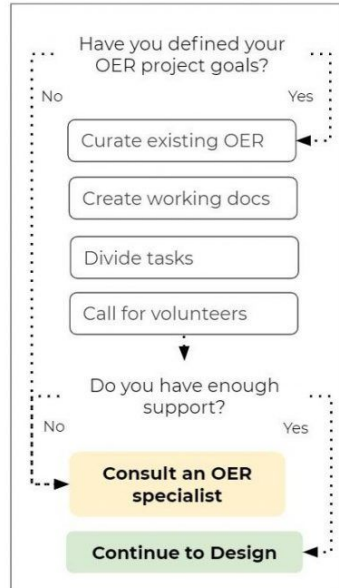 Have you defined your
OER project goals?
No
Yes
Curate existing OER
Create working docs
Divide tasks
Call for volunteers
Do you have enough
support?
No
Yes
Consult an OER
specialist
Continue to Design